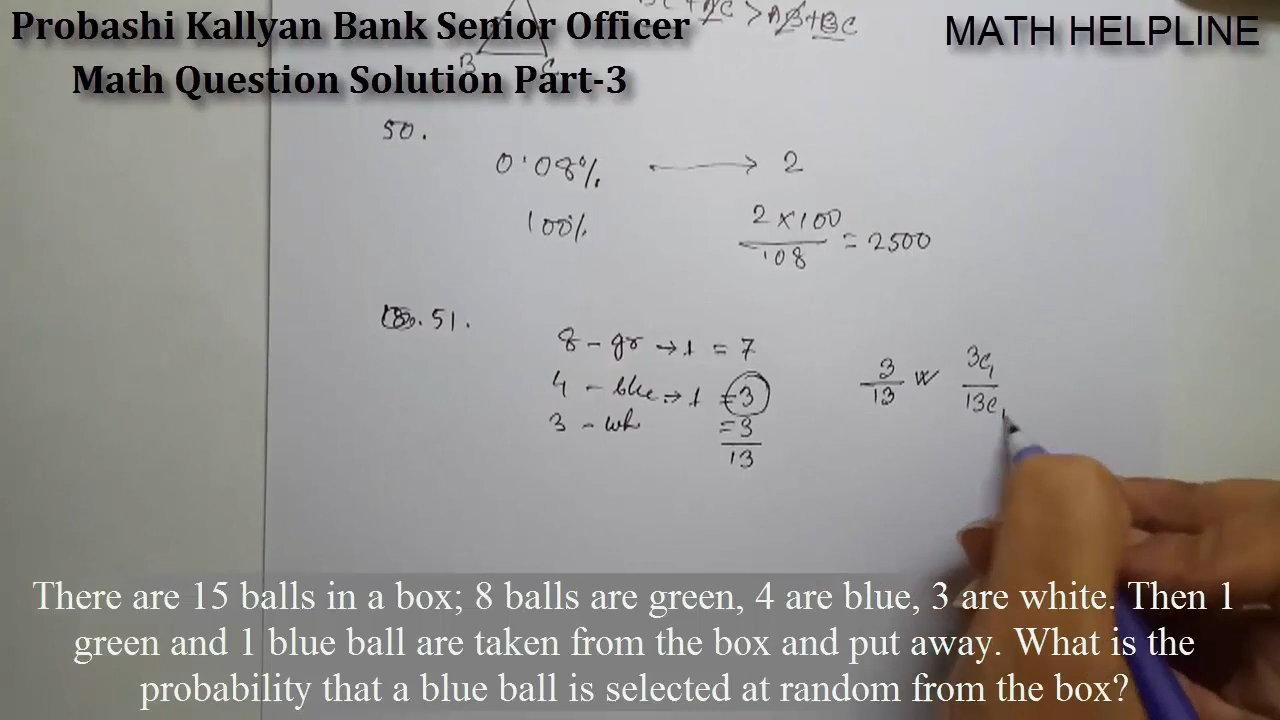 Probashi Kallyan Bank Senior Officer
Math Question Solution Part-3
MATH HELPLINE
+ AC > AB + BC
B C
50.
0.08% → 2
100% 2 × 100 / .08 = 2500
51.
8 - gr → 1 = 7
4 - blue → 1 = 3
3 - wh = 3
13
3/13 w 3c1/13c1
There are 15 balls in a box; 8 balls are green, 4 are blue, 3 are white. Then 1
green and 1 blue ball are taken from the box and put away. What is the
probability that a blue ball is selected at random from the box?